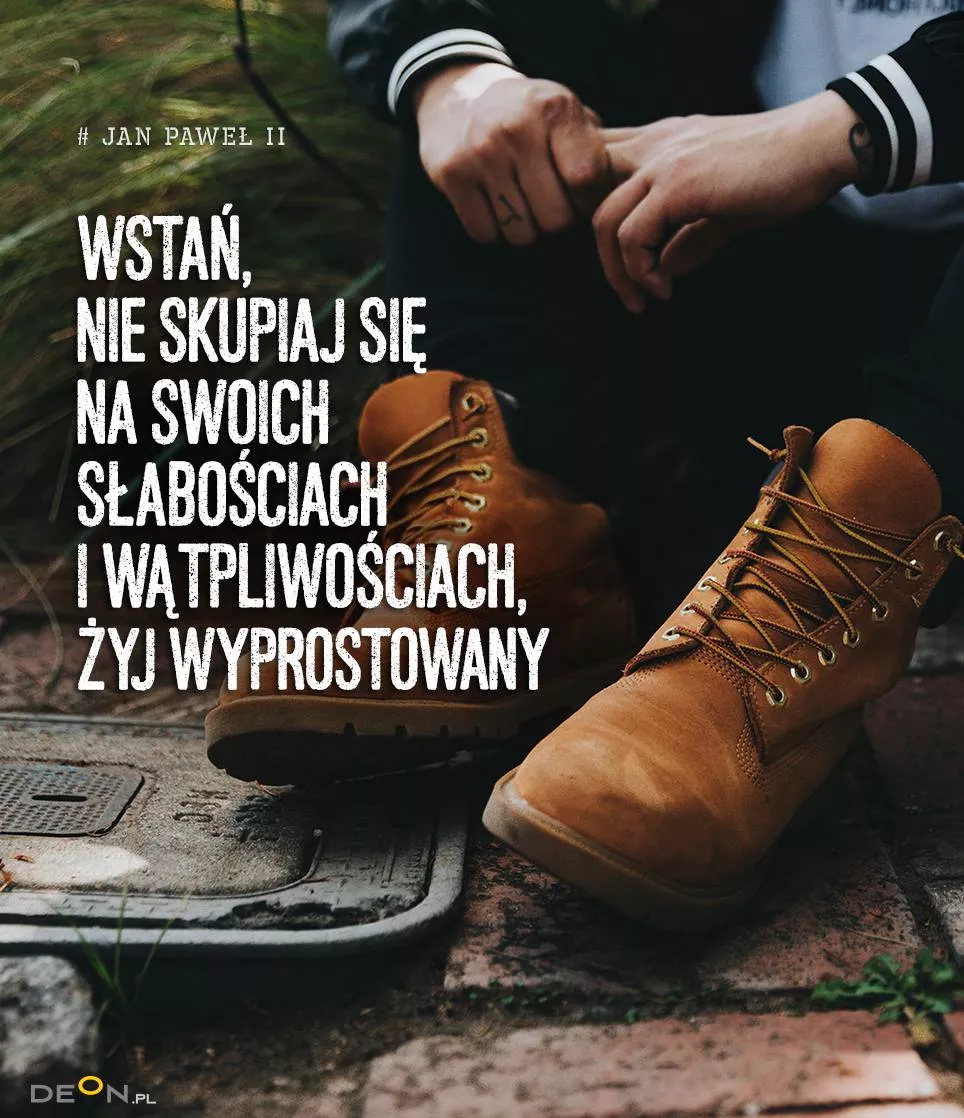 # JAN PAWEŁ II
WSTAŃ,
NIE SKUPIAJ SIĘ
NA SWOICH
SŁABOŚCIACH
I WĄTPLIWOŚCIACH,
ŻYJ WYPROSTOWANY
DEON.PL